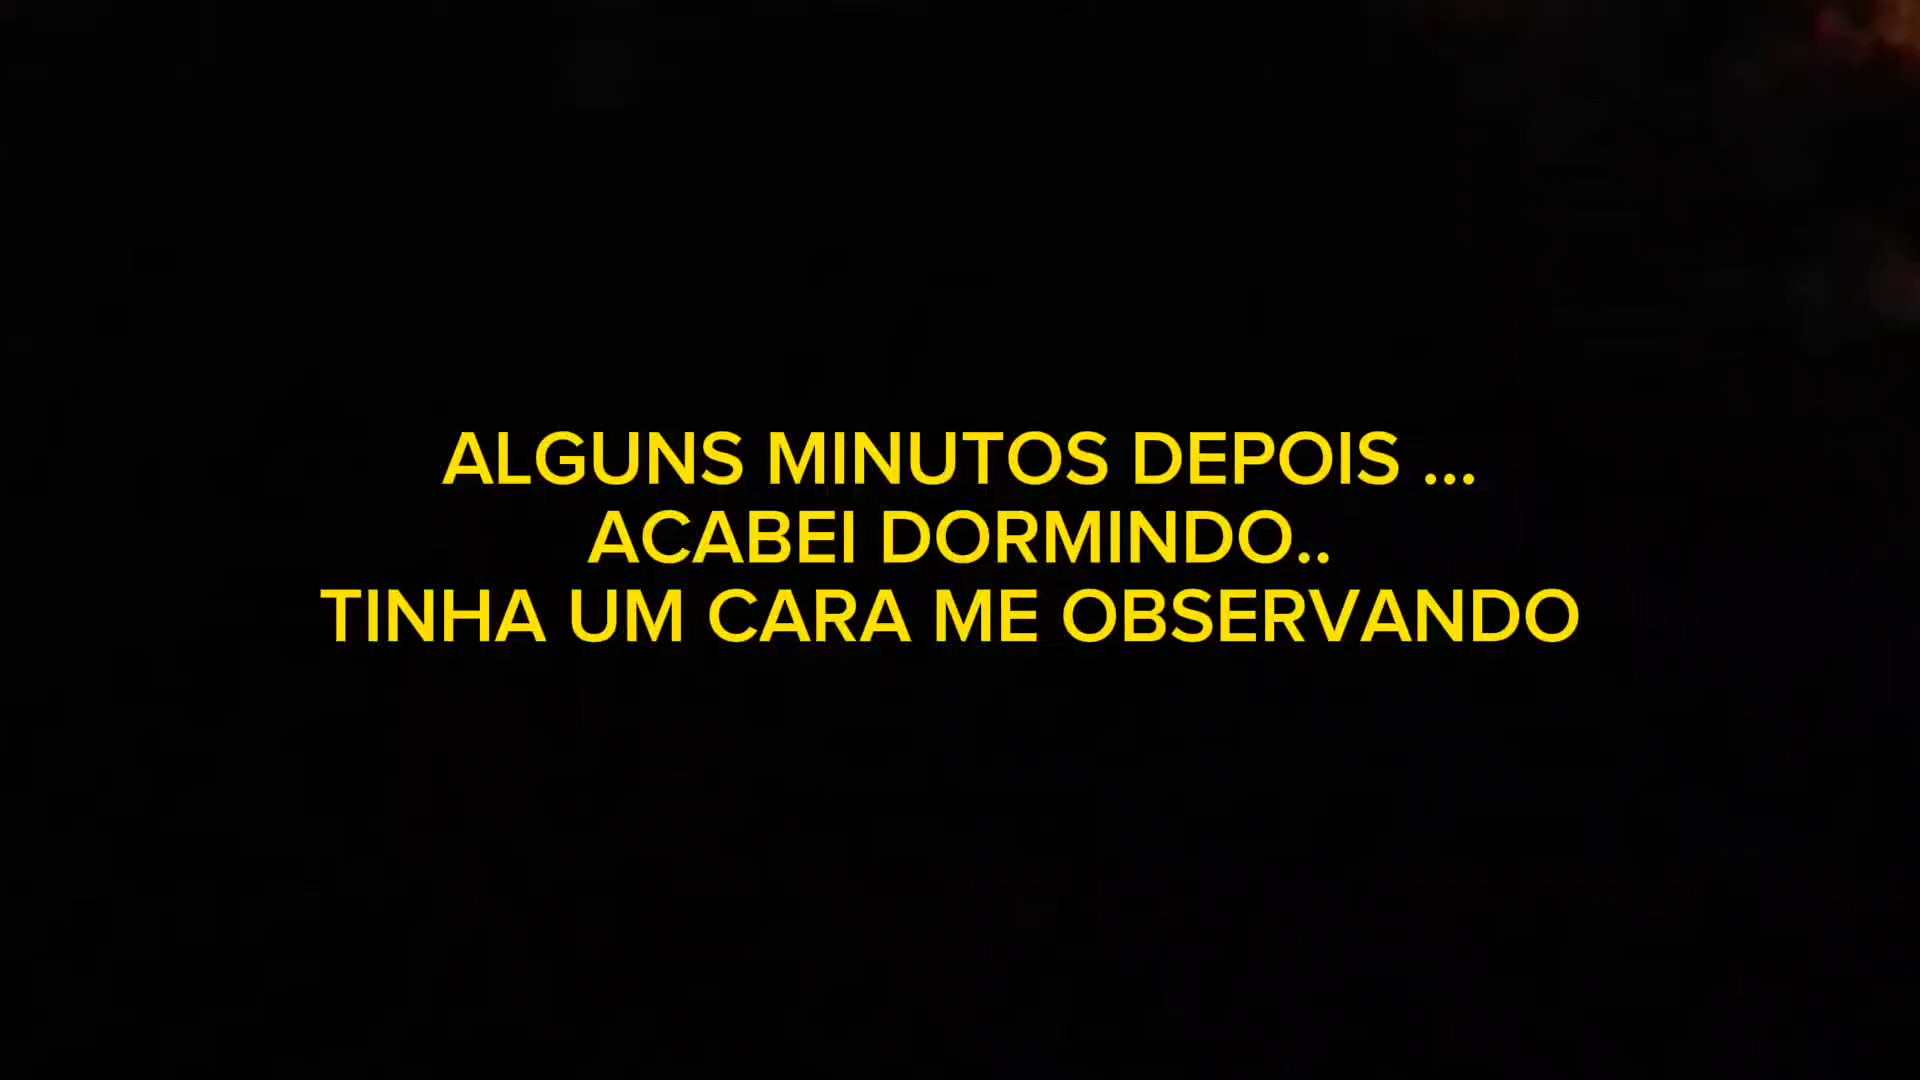 ALGUNS MINUTOS DEPOIS ...
ACABEI DORMINDO..
TINHA UM CARA ME OBSERVANDO